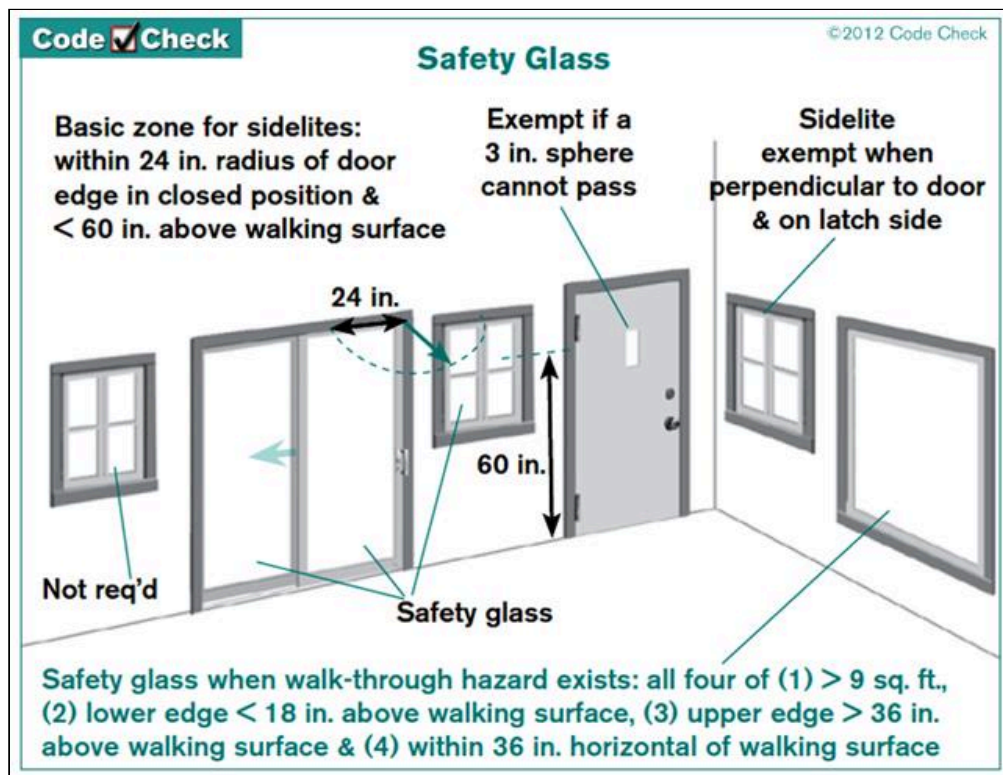 Code Check
©2012 Code Check
Safety Glass
Basic zone for sidelites:
within 24 in. radius of door
edge in closed position &
< 60 in. above walking surface
Exempt if a
3 in. sphere
cannot pass
Sidelite
exempt when
perpendicular to door
& on latch side
24 in.
60 in.
Not req'd
Safety glass
Safety glass when walk-through hazard exists: all four of (1) > 9 sq. ft.,
(2) lower edge < 18 in. above walking surface, (3) upper edge > 36 in.
above walking surface & (4) within 36 in. horizontal of walking surface